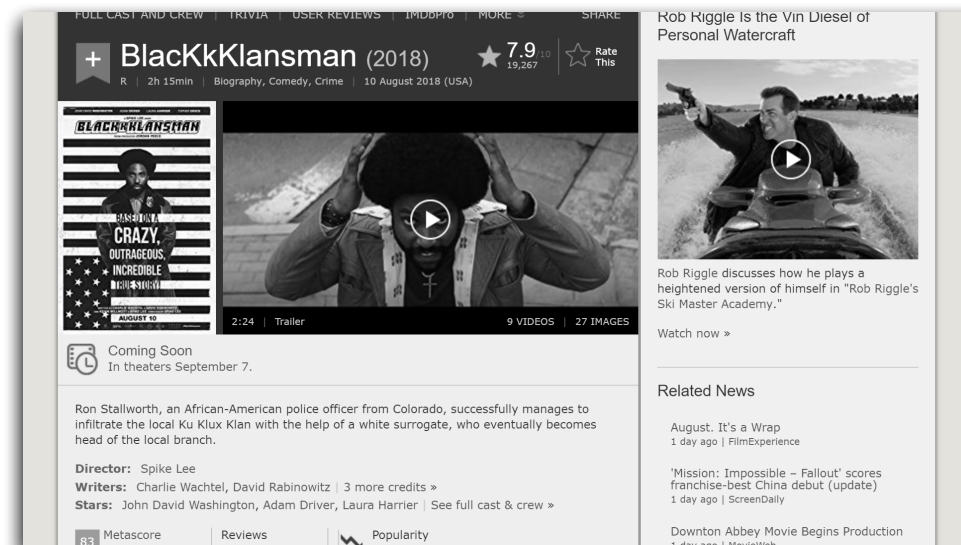 FULL CAST AND CREW | TRIVIA | USER REVIEWS | IMDbPro | MORE
SHARE
+ BlacKkKlansman (2018)
7.9/10
19,267
Rate
This
R | 2h 15min | Biography, Comedy, Crime | 10 August 2018 (USA)
BLACKKKLANSMAN
BASED ON A
CRAZY,
OUTRAGEOUS,
INCREDIBLE
TRUE STORY!
AUGUST 10
2:24 | Trailer
9 VIDEOS | 27 IMAGES
Coming Soon
In theaters September 7.
Ron Stallworth, an African-American police officer from Colorado, successfully manages to
infiltrate the local Ku Klux Klan with the help of a white surrogate, who eventually becomes
head of the local branch.
Director: Spike Lee
Writers: Charlie Wachtel, David Rabinowitz | 3 more credits »
Stars: John David Washington, Adam Driver, Laura Harrier | See full cast & crew »
83 Metascore
Reviews
Popularity
Rob Riggle Is the Vin Diesel of
Personal Watercraft
Rob Riggle discusses how he plays a
heightened version of himself in "Rob Riggle's
Ski Master Academy."
Watch now »
Related News
August. It's a Wrap
1 day ago | FilmExperience
'Mission: Impossible – Fallout' scores
franchise-best China debut (update)
1 day ago | ScreenDaily
Downton Abbey Movie Begins Production
1 day ago | MovieWeb